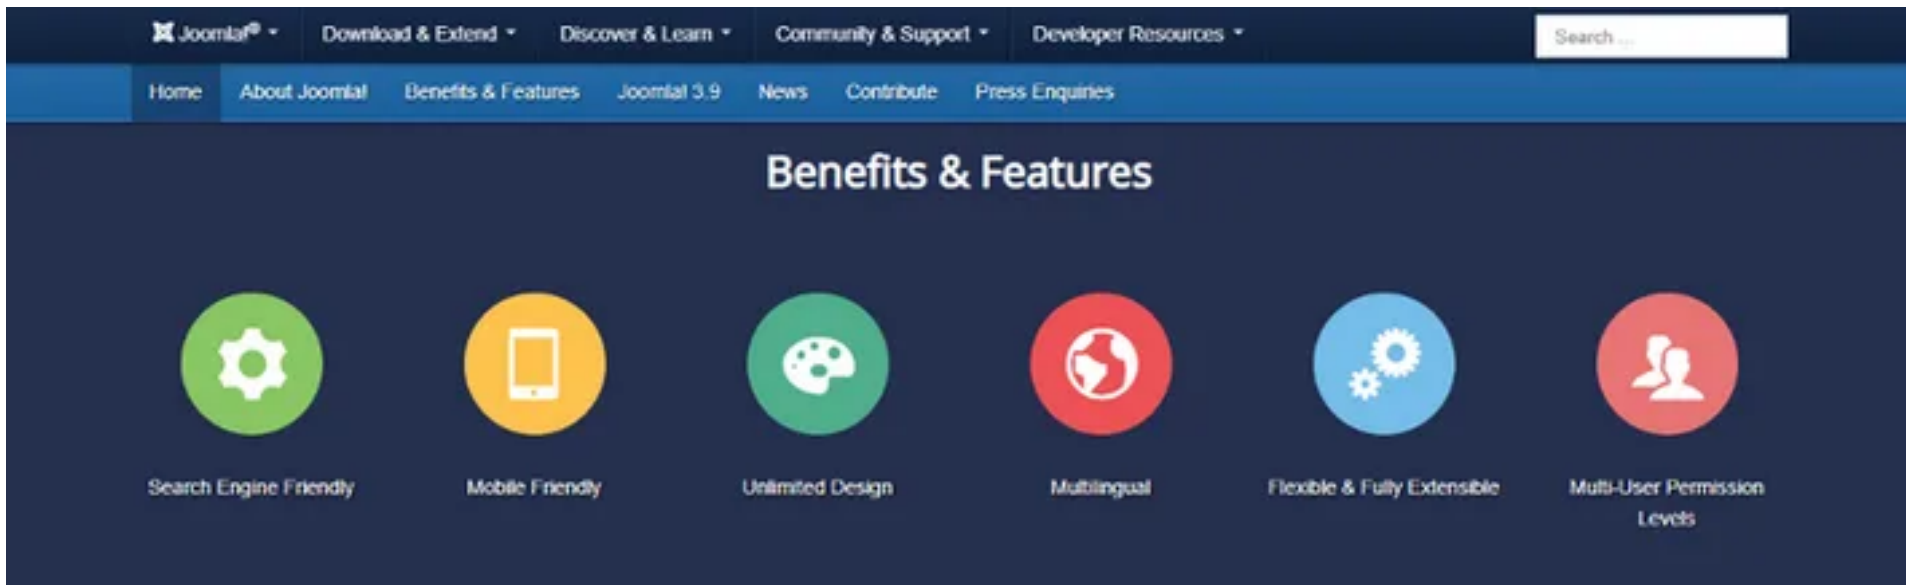 Joomla!® Download & Extend Discover & Learn Community & Support Developer Resources Search ...
Home About Joomla! Benefits & Features Joomla! 3.9 News Contribute Press Enquiries
Benefits & Features
Search Engine Friendly Mobile Friendly Unlimited Design Multilingual Flexible & Fully Extensible Multi-User Permission
Levels